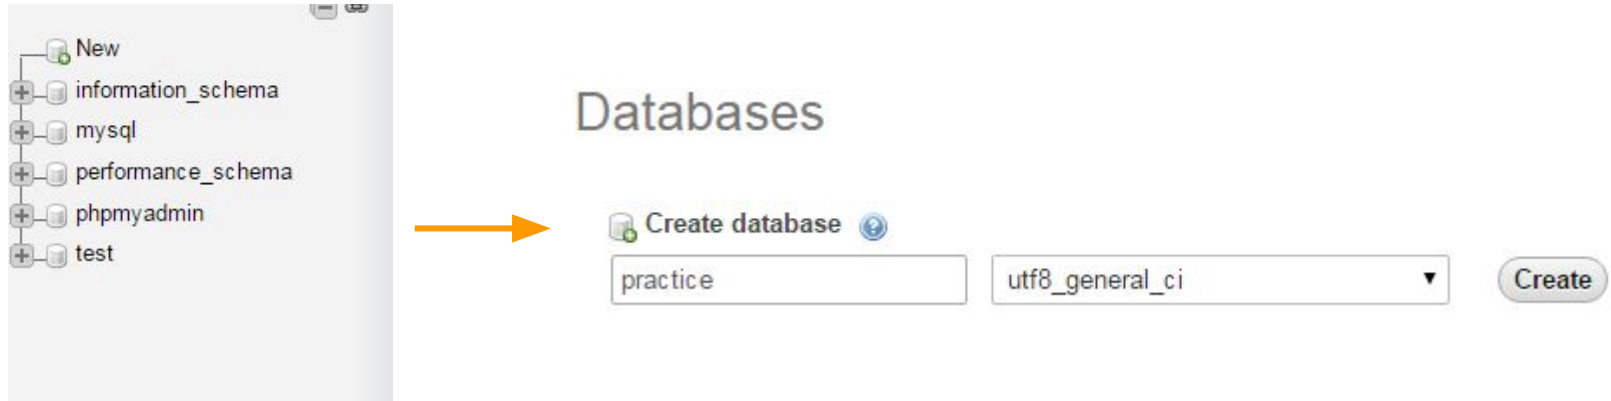 New
information_schema
mysql
performance_schema
phpmyadmin
test
Databases
Create database
practice
utf8_general_ci
Create